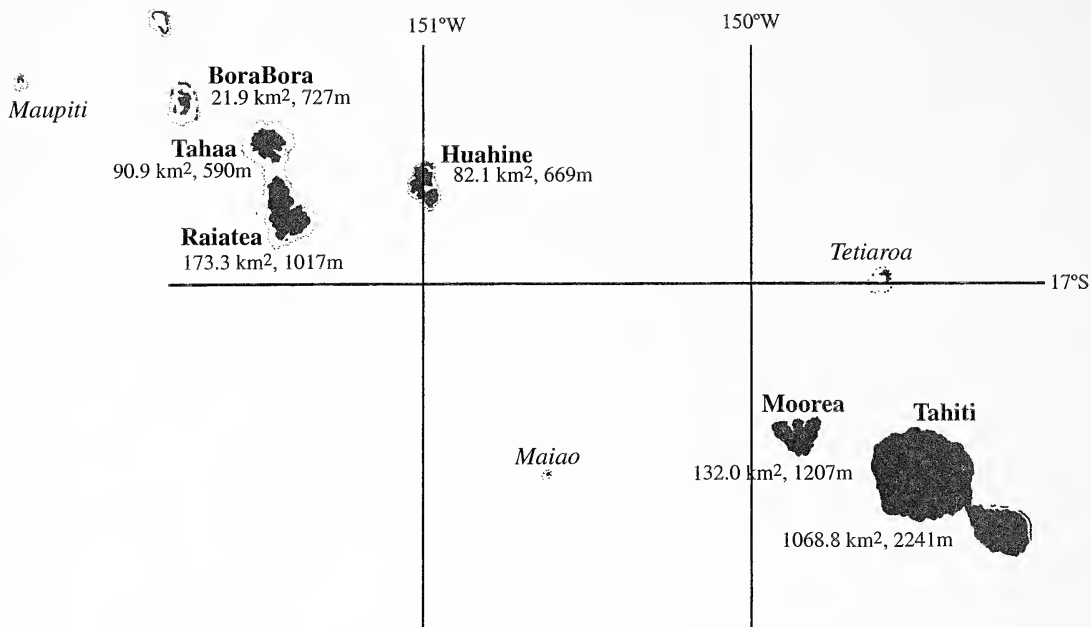 151°W
150°W
BoraBora
21.9 km², 727m
Maupiti
Tahaa
90.9 km², 590m
Huahine
82.1 km², 669m
Raiatea
173.3 km², 1017m
Tetiaroa
17°S
Moorea
132.0 km², 1207m
Tahiti
1068.8 km², 2241m
Maiao